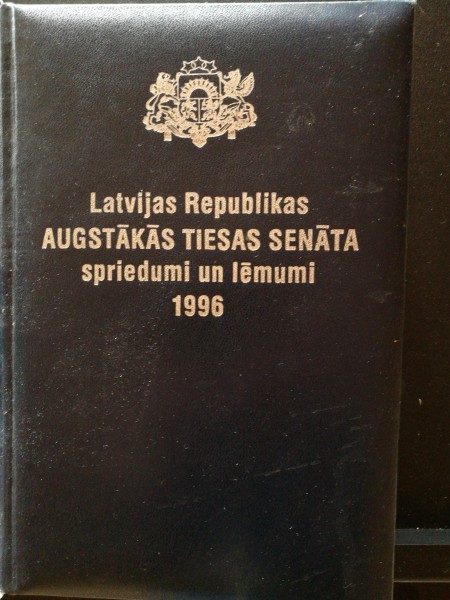 Latvijas Republikas
AUGSTĀKĀS TIESAS SENĀTA
spriedumi un lēmumi
1996